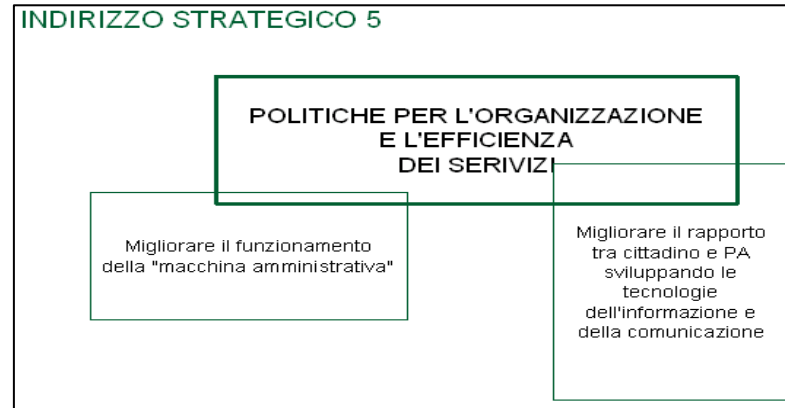 INDIRIZZO STRATEGICO 5
POLITICHE PER L'ORGANIZZAZIONE
E L'EFFICIENZA
DEI SERIVIZI
Migliorare il funzionamento
della "macchina amministrativa"
Migliorare il rapporto
tra cittadino e PA
sviluppando le
tecnologie
dell'informazione e
della comunicazione